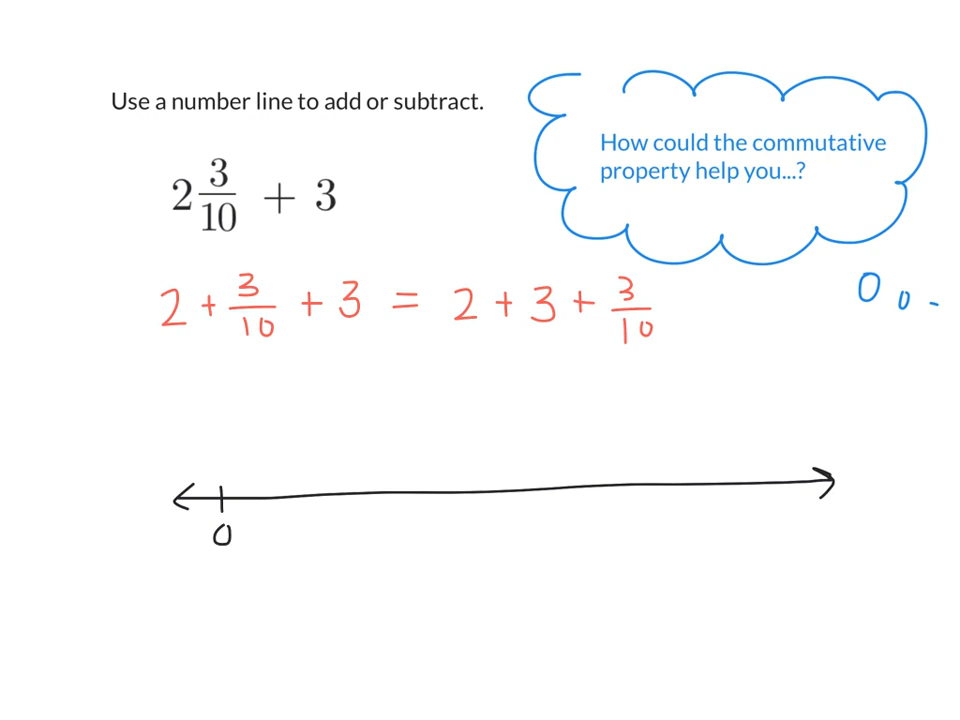 Use a number line to add or subtract.
How could the commutative
property help you...?
2 3/10 + 3
2 + 3/10 + 3 = 2 + 3 + 3/10
0